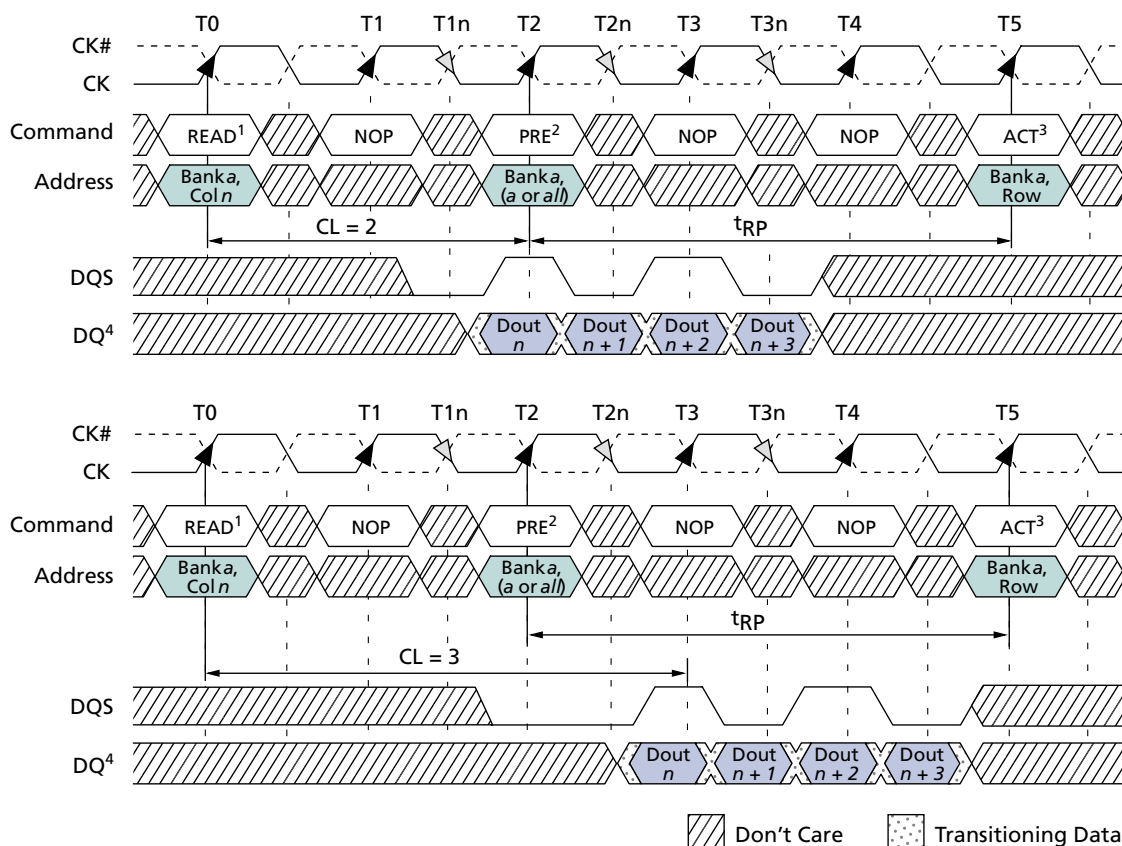 T0 T1 T1n T2 T2n T3 T3n T4 T5
CK#
CK
Command READ1 NOP PRE2 NOP NOP ACT3
Address Bank a, Col n Bank a, (a or all) Bank a, Row
CL = 2 tRP
DQS
DQ4 Dout n Dout n + 1 Dout n + 2 Dout n + 3
T0 T1 T1n T2 T2n T3 T3n T4 T5
CK#
CK
Command READ1 NOP PRE2 NOP NOP ACT3
Address Bank a, Col n Bank a, (a or all) Bank a, Row
tRP
CL = 3
DQS
DQ4 Dout n Dout n + 1 Dout n + 2 Dout n + 3
Don't Care Transitioning Data